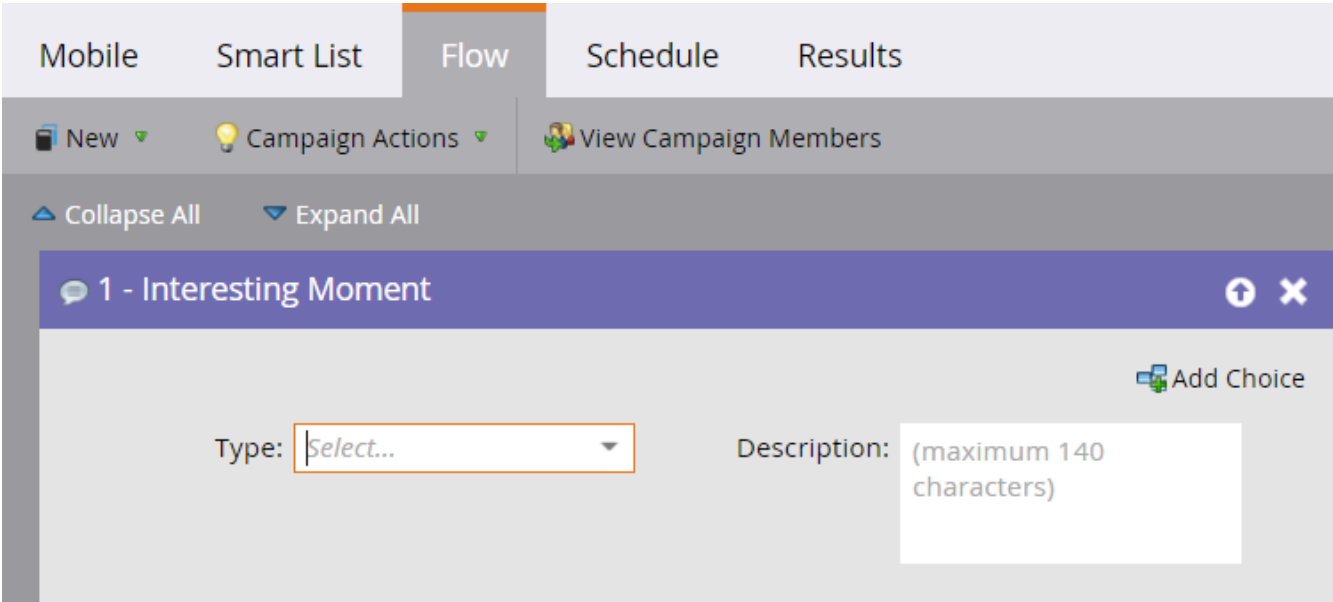 Mobile Smart List Flow Schedule Results
New Campaign Actions View Campaign Members
Collapse All Expand All
1 - Interesting Moment
Add Choice
Type: Select... Description: (maximum 140
characters)